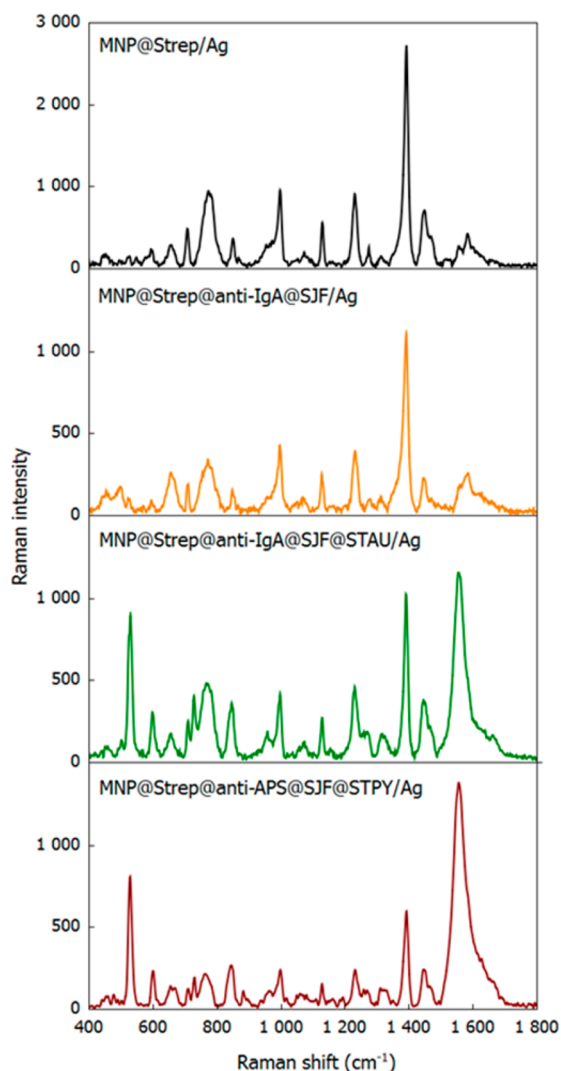 3 000
MNP@Strep/Ag
2 000
1 000
0
MNP@Strep@anti-IgA@SJF/Ag
1 000
500
0
MNP@Strep@anti-IgA@SJF@STAU/Ag
1 000
500
0
MNP@Strep@anti-APS@SJF@STPY/Ag
1 000
500
0
Raman intensity
400 600 800 1 000 1 200 1 400 1 600 1 800
Raman shift (cm⁻¹)